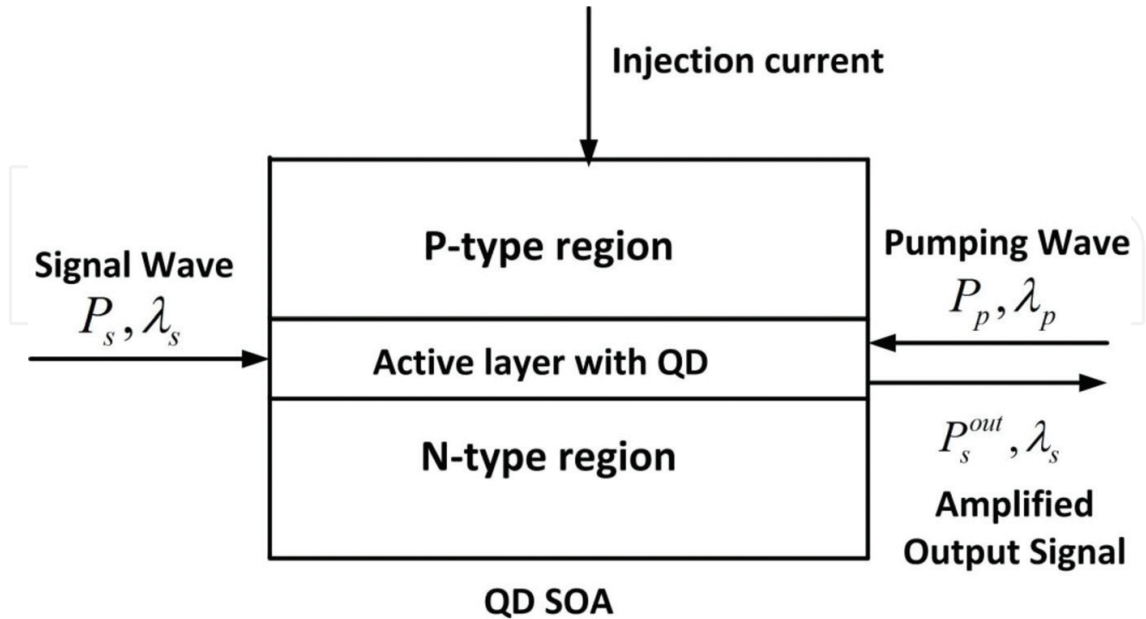 Injection current
P-type region
Signal Wave
P_s, λ_s
Pumping Wave
P_p, λ_p
Active layer with QD
N-type region
P_s^{out}, λ_s
Amplified
Output Signal
QD SOA